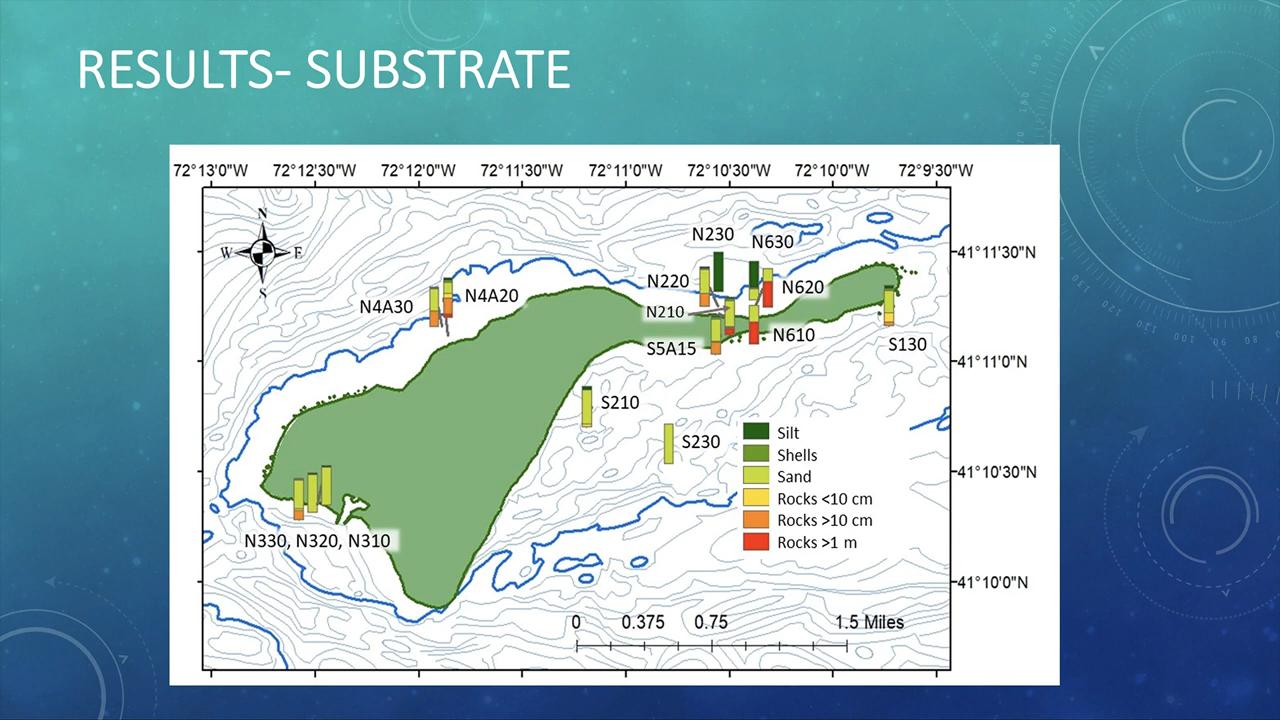 RESULTS- SUBSTRATE
72°13'0"W 72°12'30"W 72°12'0"W 72°11'30"W 72°11'0"W 72°10'30"W 72°10'0"W 72°9'30"W
N
W E
S
N230
N630
41°11'30"N
N220
N620
N4A30
N4A20
N210
N610
S5A15
S130
41°11'0"N
S210
S230
Silt
Shells
Sand
Rocks <10 cm
Rocks >10 cm
Rocks >1 m
41°10'30"N
N330, N320, N310
41°10'0"N
0 0.375 0.75 1.5 Miles